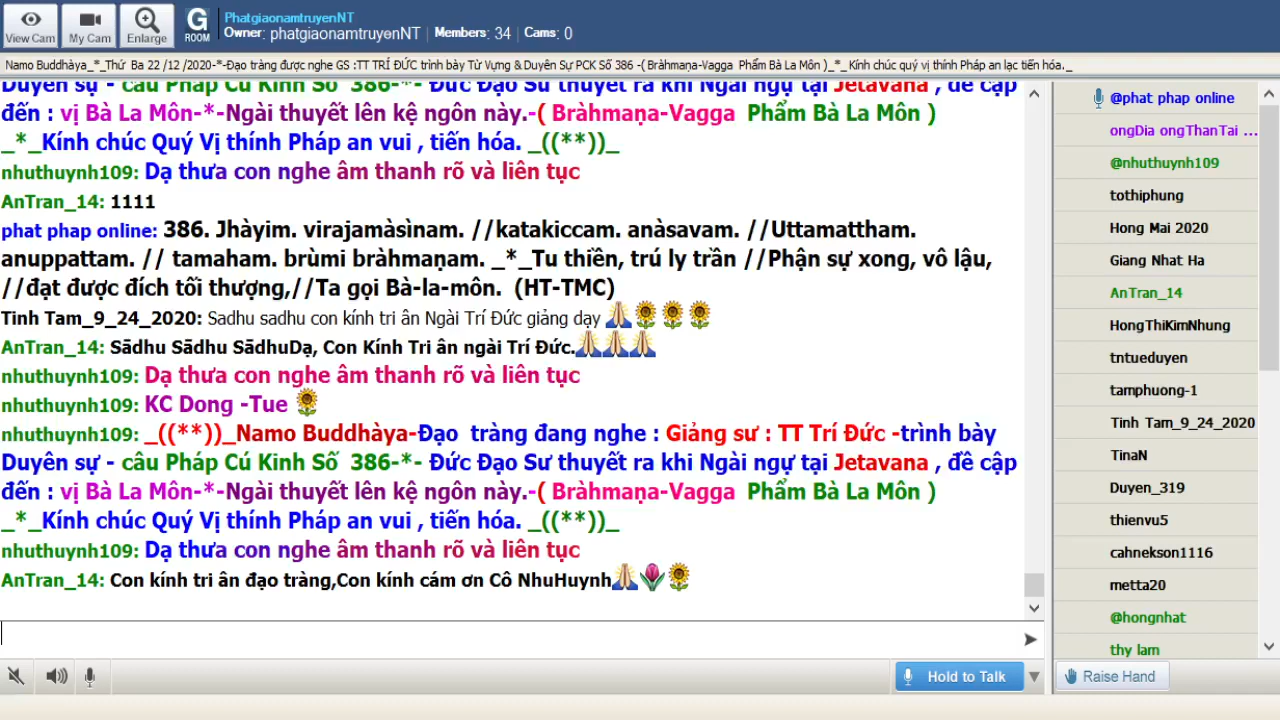 View Cam
My Cam
Enlarge
G
ROOM
PhatgiaonamtruyenNT
Owner: phatgiaonamtruyenNT | Members: 34 | Cams: 0
Namo Buddhàya_*_Thứ Ba 22 /12 /2020-*-Đạo tràng được nghe GS :TT TRÍ ĐỨC trình bày Từ Vựng & Duyên Sự PCK Số 386 -( Bràhmaṇa-Vagga Phẩm Bà La Môn )_*_ Kính chúc quý vị thính Pháp an lạc tiến hóa._
Duyên sự - câu Pháp Cú Kinh Số 386-*- Đức Đạo Sư thuyết ra khi Ngài ngự tại Jetavana , đề cập
đến : vị Bà La Môn-*-Ngài thuyết lên kệ ngôn này.-( Bràhmaṇa-Vagga Phẩm Bà La Môn )
_*_Kính chúc Quý Vị thính Pháp an vui , tiến hóa. _((**))_
nhuthuynh109: Dạ thưa con nghe âm thanh rõ và liên tục
AnTran_14: 1111
phat phap online: 386. Jhàyim. virajamàsìnam. //katakiccam. anàsavam. //Uttamattham.
anuppattam. // tamaham. brùmi bràhmaṇam. _*_Tu thiền, trú ly trần //Phận sự xong, vô lậu,
//đạt được đích tối thượng,//Ta gọi Bà-la-môn. (HT-TMC)
Tinh Tam_9_24_2020: Sadhu sadhu con kính tri ân Ngài Trí Đức giảng dạy
AnTran_14: Sādhu Sādhu SādhuDạ, Con Kính Tri ân ngài Trí Đức.
nhuthuynh109: Dạ thưa con nghe âm thanh rõ và liên tục
nhuthuynh109: KC Dong -Tue
nhuthuynh109: _((**))_Namo Buddhàya-Đạo tràng đang nghe : Giảng sư : TT Trí Đức -trình bày
Duyên sự - câu Pháp Cú Kinh Số 386-*- Đức Đạo Sư thuyết ra khi Ngài ngự tại Jetavana , đề cập
đến : vị Bà La Môn-*-Ngài thuyết lên kệ ngôn này.-( Bràhmaṇa-Vagga Phẩm Bà La Môn )
_*_Kính chúc Quý Vị thính Pháp an vui , tiến hóa. _((**))_
nhuthuynh109: Dạ thưa con nghe âm thanh rõ và liên tục
AnTran_14: Con kính tri ân đạo tràng,Con kính cám ơn Cô NhuHuynh
Hold to Talk
@phat phap online
ongDia ongThanTai ...
@nhuthuynh109
tothiphung
Hong Mai 2020
Giang Nhat Ha
AnTran_14
HongThiKimNhung
tntueduyen
tamphuong-1
Tinh Tam_9_24_2020
TinaN
Duyen_319
thienvu5
cahnekson1116
metta20
@hongnhat
thy lam
Raise Hand